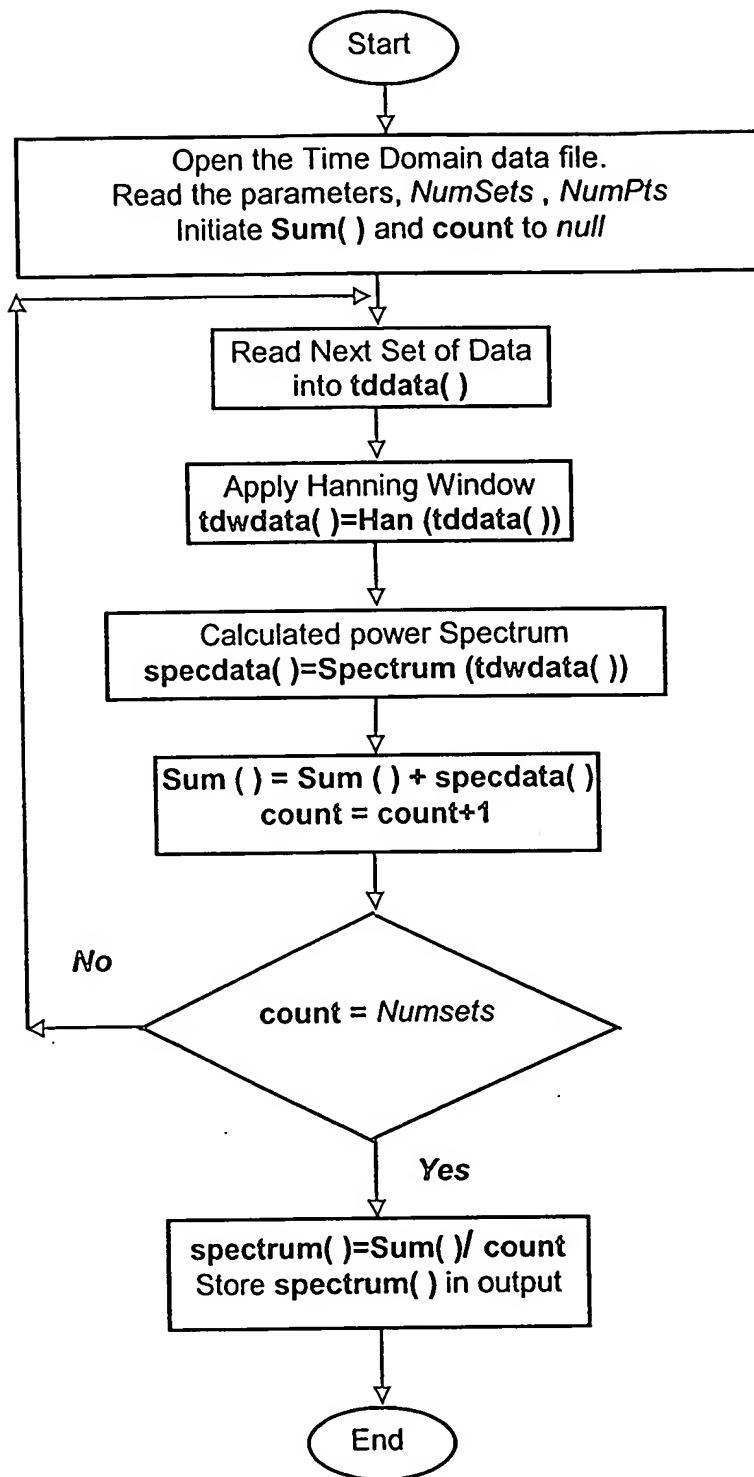 Start
Open the Time Domain data file.
Read the parameters, NumSets , NumPts
Initiate Sum( ) and count to null
Read Next Set of Data
into tddata( )
Apply Hanning Window
tdwdata( )=Han (tddata( ))
Calculated power Spectrum
specdata( )=Spectrum (tdwdata( ))
Sum ( ) = Sum ( ) + specdata( )
count = count+1
No
count = Numsets
Yes
spectrum( )=Sum( )/ count
Store spectrum( ) in output
End